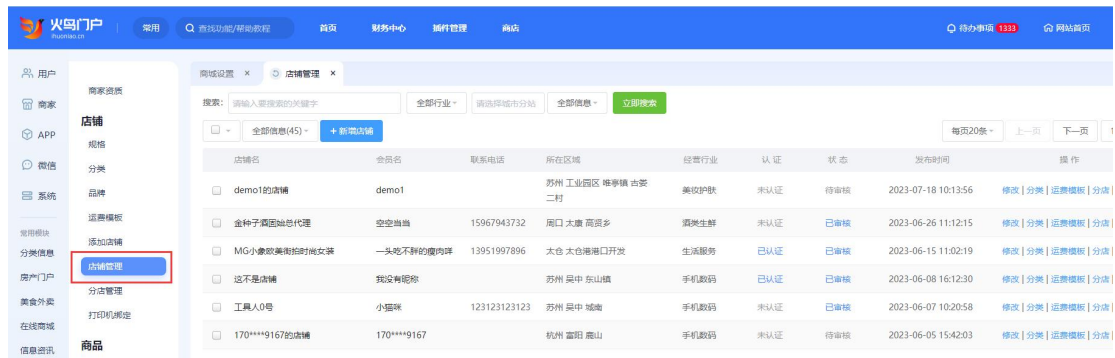 火鸟门户
huoniao.cn
常用
查找功能/帮助教程
首页
财务中心
插件管理
商店
待办事项 1333
网站首页
用户
商家
APP
微信
系统
常用模块
分类信息
房产门户
美食外卖
在线商城
信息资讯
商家资质
店铺
规格
分类
品牌
运费模板
添加店铺
店铺管理
分店管理
打印机绑定
商品
商城设置 × 店铺管理 ×
搜索: 请输入要搜索的关键字 全部行业 请选择城市分站 全部信息 立即搜索
全部信息(45) +新增店铺 每页20条 上一页 下一页
店铺名 会员名 联系电话 所在区域 经营行业 认证 状态 发布时间 操作
demo1的店铺 demo1 苏州 工业园区 唯亭镇 古娄二村 美妆护肤 未认证 待审核 2023-07-18 10:13:56 修改 | 分类 | 运费模板 | 分店
金种子酒固始总代理 空空当当 15967943732 周口 太康 高贤乡 酒类生鲜 未认证 已审核 2023-06-26 11:12:15 修改 | 分类 | 运费模板 | 分店
MG小象欧美街拍时尚女装 一头吃不胖的瘦肉咩 13951997896 太仓 太仓港港口开发 生活服务 已认证 已审核 2023-06-15 11:02:19 修改 | 分类 | 运费模板 | 分店
这不是店铺 我没有昵称 苏州 吴中 东山镇 手机数码 已认证 已审核 2023-06-08 16:12:30 修改 | 分类 | 运费模板 | 分店
工具人0号 小猫咪 123123123123 苏州 吴中 城南 手机数码 未认证 已审核 2023-06-07 10:20:58 修改 | 分类 | 运费模板 | 分店
170****9167的店铺 170****9167 杭州 富阳 鹿山 手机数码 未认证 待审核 2023-06-05 15:42:03 修改 | 分类 | 运费模板 | 分店